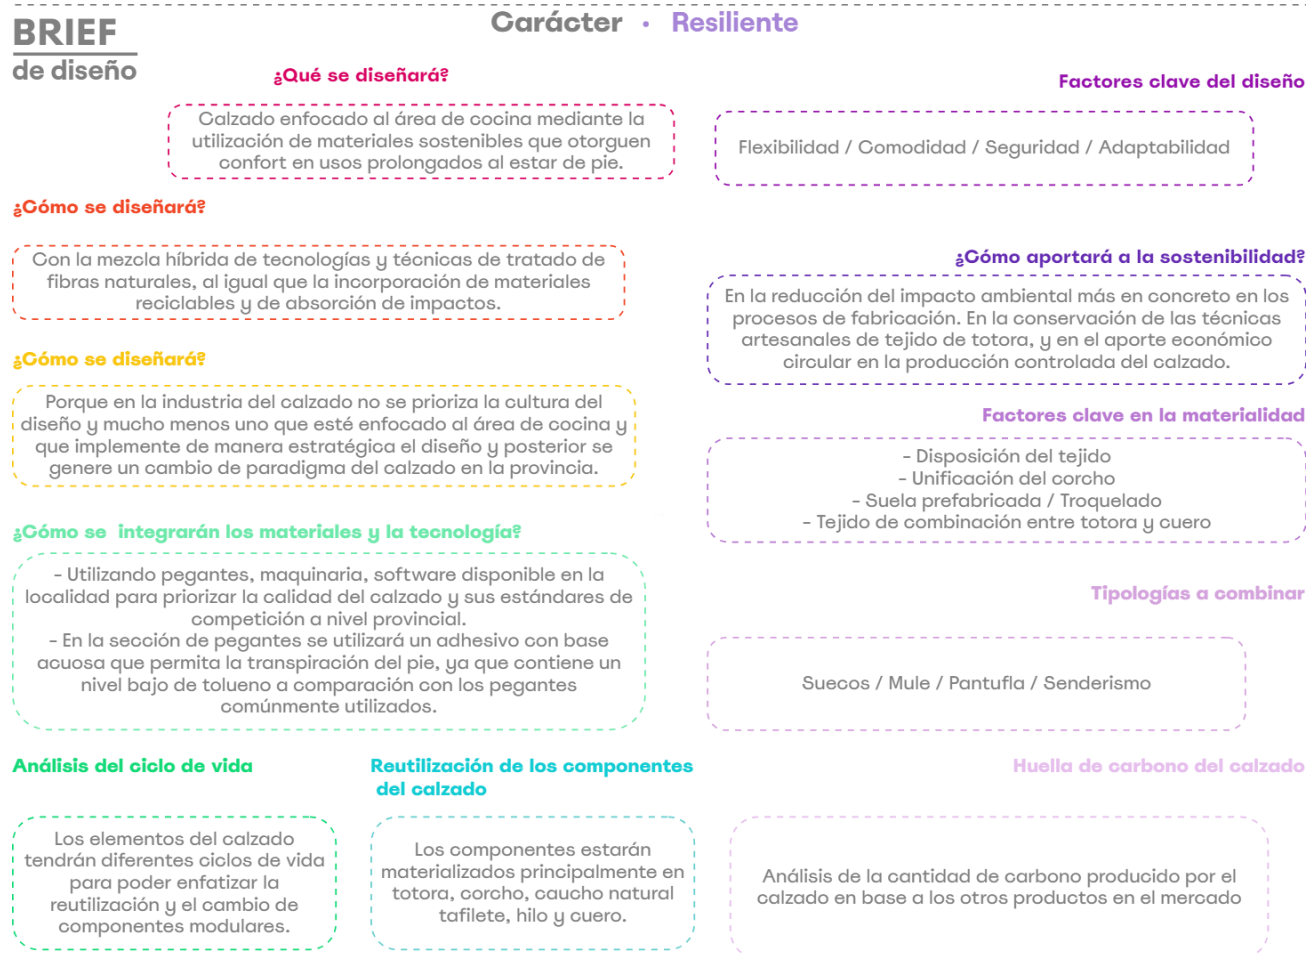 BRIEF
de diseño
Carácter · Resiliente
¿Qué se diseñará?
Calzado enfocado al área de cocina mediante la
utilización de materiales sostenibles que otorguen
confort en usos prolongados al estar de pie.
¿Cómo se diseñará?
Con la mezcla híbrida de tecnologías y técnicas de tratado de
fibras naturales, al igual que la incorporación de materiales
reciclables y de absorción de impactos.
¿Cómo se diseñará?
Porque en la industria del calzado no se prioriza la cultura del
diseño y mucho menos uno que esté enfocado al área de cocina y
que implemente de manera estratégica el diseño y posterior se
genere un cambio de paradigma del calzado en la provincia.
¿Cómo se integrarán los materiales y la tecnología?
- Utilizando pegantes, maquinaria, software disponible en la
localidad para priorizar la calidad del calzado y sus estándares de
competición a nivel provincial.
- En la sección de pegantes se utilizará un adhesivo con base
acuosa que permita la transpiración del pie, ya que contiene un
nivel bajo de tolueno a comparación con los pegantes
comúnmente utilizados.
Factores clave del diseño
Flexibilidad / Comodidad / Seguridad / Adaptabilidad
¿Cómo aportará a la sostenibilidad?
En la reducción del impacto ambiental más en concreto en los
procesos de fabricación. En la conservación de las técnicas
artesanales de tejido de totora, y en el aporte económico
circular en la producción controlada del calzado.
Factores clave en la materialidad
- Disposición del tejido
- Unificación del corcho
- Suela prefabricada / Troquelado
- Tejido de combinación entre totora y cuero
Tipologías a combinar
Suecos / Mule / Pantufla / Senderismo
Análisis del ciclo de vida
Los elementos del calzado
tendrán diferentes ciclos de vida
para poder enfatizar la
reutilización y el cambio de
componentes modulares.
Reutilización de los componentes
del calzado
Los componentes estarán
materializados principalmente en
totora, corcho, caucho natural
tafilete, hilo y cuero.
Huella de carbono del calzado
Análisis de la cantidad de carbono producido por el
calzado en base a los otros productos en el mercado